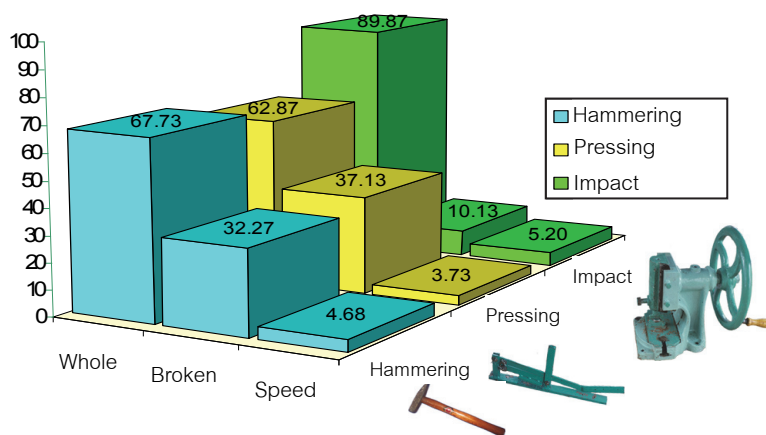 100
90
80
70
60
50
40
30
20
10
0
89.87
67.73
62.87
37.13
32.27
10.13
5.20
3.73
4.68
Hammering
Pressing
Impact
Whole
Broken
Speed
Hammering
Pressing
Impact